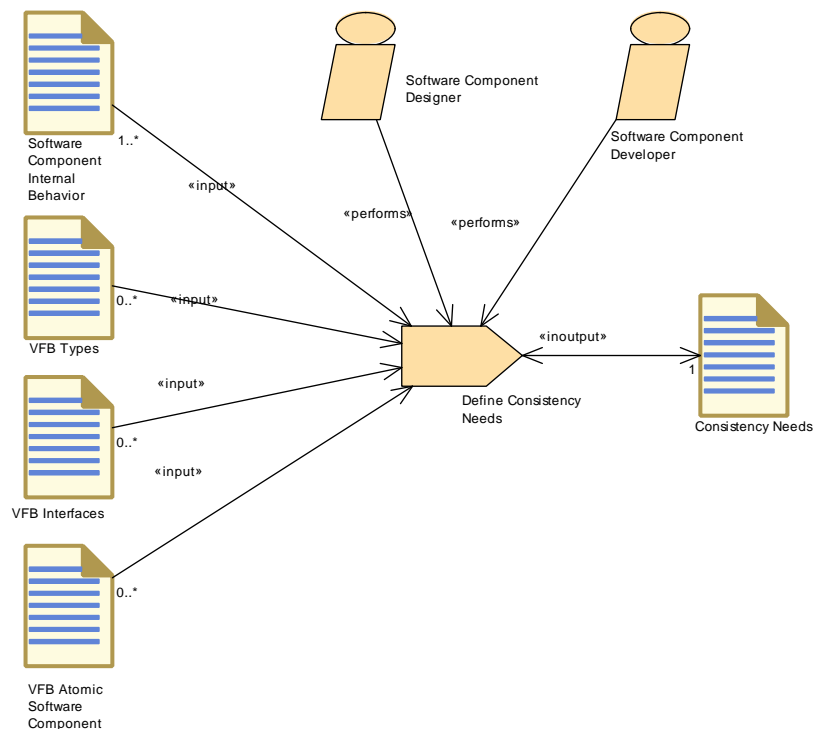 Software Component
Designer
Software Component
Developer
1..*
Software
Component
Internal
Behavior
«input»
«performs»
«performs»
0..*
«input»
VFB Types
«inoutput»
1
«input»
Define Consistency
Needs
Consistency Needs
0..*
«input»
VFB Interfaces
0..*
VFB Atomic
Software
Component